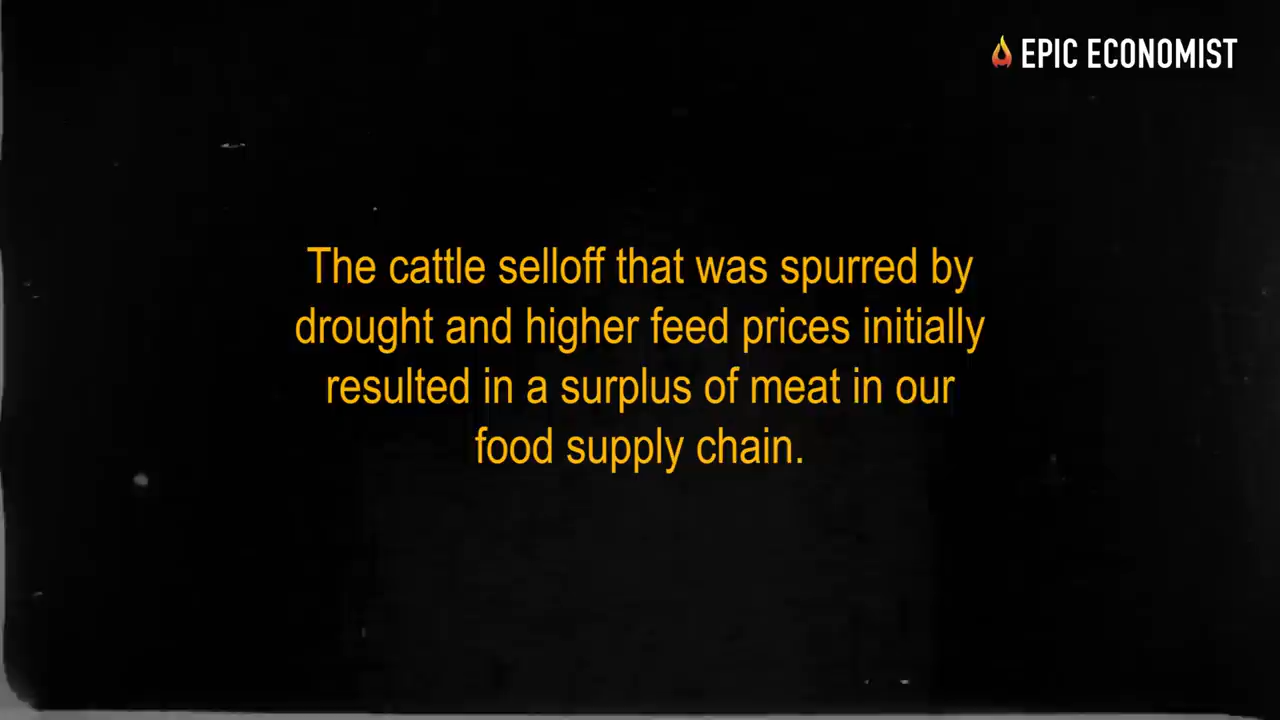 EPIC ECONOMIST
The cattle selloff that was spurred by
drought and higher feed prices initially
resulted in a surplus of meat in our
food supply chain.